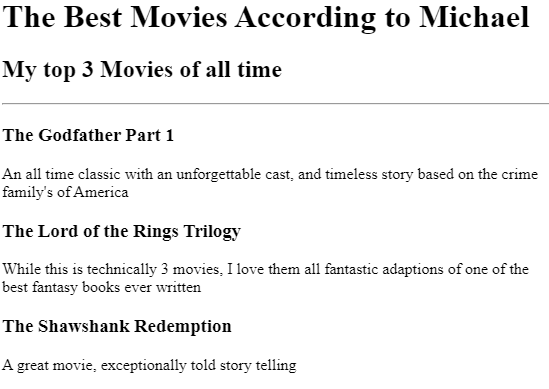 The Best Movies According to Michael
My top 3 Movies of all time
The Godfather Part 1
An all time classic with an unforgettable cast, and timeless story based on the crime
family's of America
The Lord of the Rings Trilogy
While this is technically 3 movies, I love them all fantastic adaptions of one of the
best fantasy books ever written
The Shawshank Redemption
A great movie, exceptionally told story telling